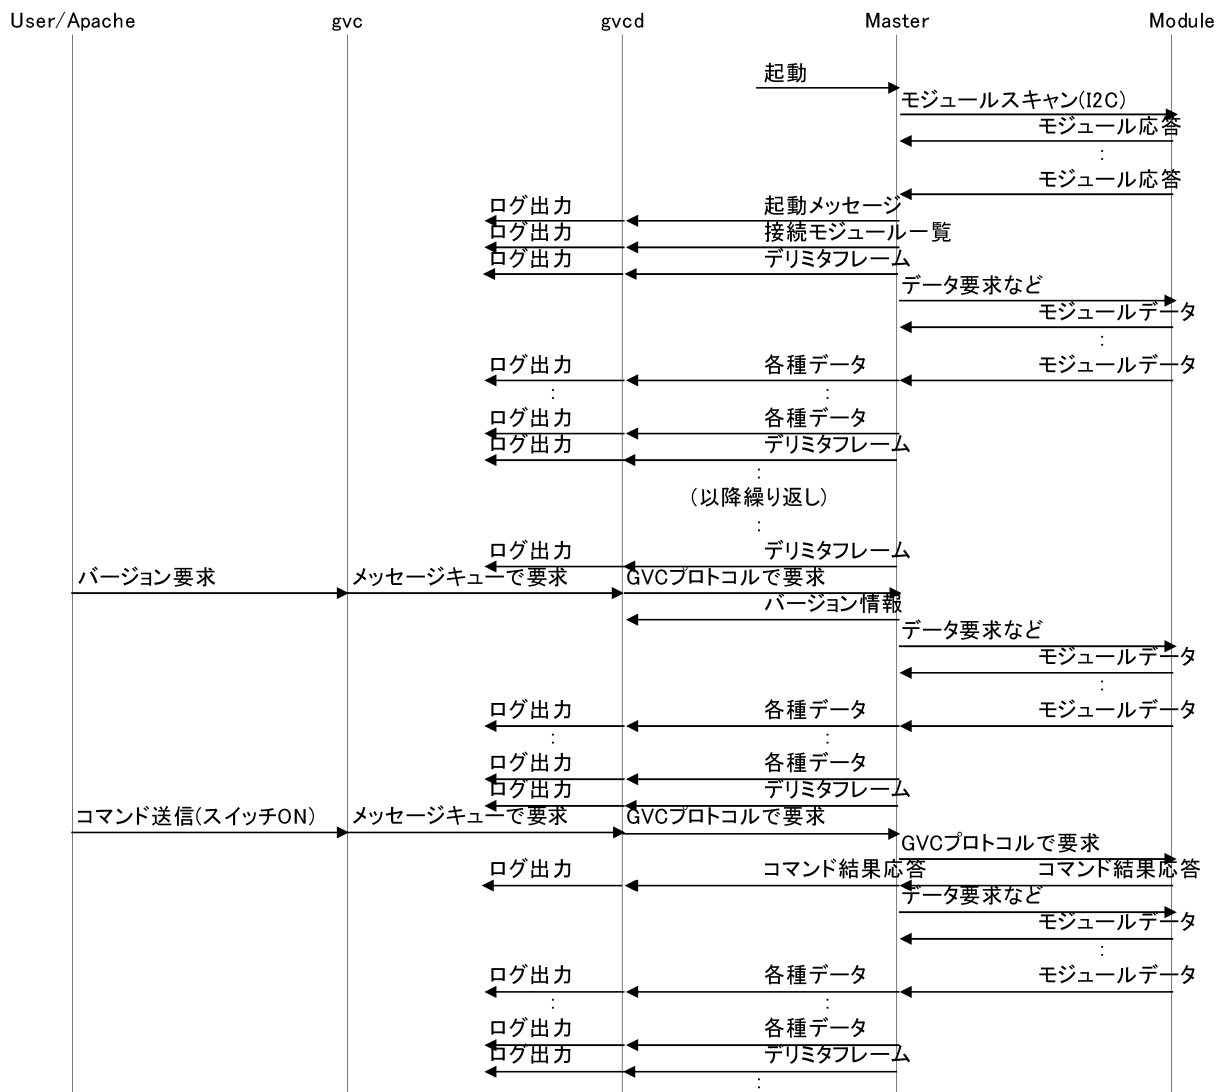 User/Apache gvc gvcd Master Module
起動
モジュールスキャン(I2C)
モジュール応答
:
モジュール応答
ログ出力 起動メッセージ
ログ出力 接続モジュール一覧
ログ出力 デリミタフレーム
データ要求など
モジュールデータ
:
ログ出力 各種データ モジュールデータ
: :
ログ出力 各種データ
ログ出力 デリミタフレーム
:
(以降繰り返し)
:
ログ出力 デリミタフレーム
バージョン要求 メッセージキューで要求 GVCプロトコルで要求
バージョン情報
データ要求など
モジュールデータ
:
ログ出力 各種データ モジュールデータ
: :
ログ出力 各種データ
ログ出力 デリミタフレーム
コマンド送信(スイッチON) メッセージキューで要求 GVCプロトコルで要求
GVCプロトコルで要求
ログ出力 コマンド結果応答 コマンド結果応答
データ要求など
モジュールデータ
:
ログ出力 各種データ モジュールデータ
: :
ログ出力 各種データ
ログ出力 デリミタフレーム
: